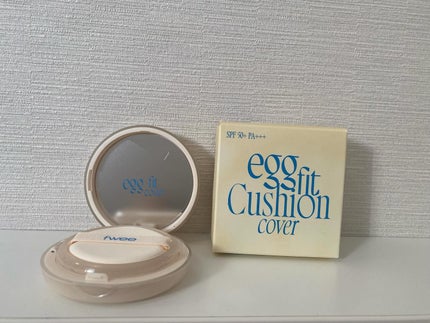 egg fit
fwee
SPF 50+ PA+++
egg
fit
Cushion
cover